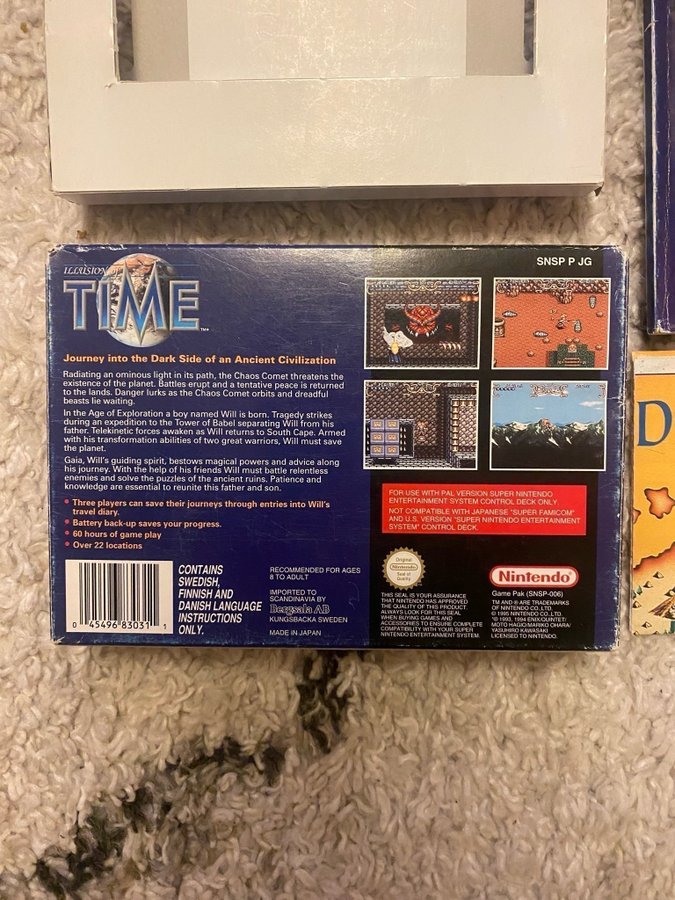 SNSP P JG
ILLUSION OF
TIME™
Journey into the Dark Side of an Ancient Civilization
Radiating an ominous light in its path, the Chaos Comet threatens the
existence of the planet. Battles erupt and a tentative peace is returned
to the lands. Danger lurks as the Chaos Comet orbits and dreadful
beasts lie waiting.
In the Age of Exploration a boy named Will is born. Tragedy strikes
during an expedition to the Tower of Babel separating Will from his
father. Telekinetic forces awaken as Will returns to South Cape. Armed
with his transformation abilities of two great warriors, Will must save
the planet.
Gaia, Will's guiding spirit, bestows magical powers and advice along
his journey. With the help of his friends Will must battle relentless
enemies and solve the puzzles of the ancient ruins. Patience and
knowledge are essential to reunite this father and son.
• Three players can save their journeys through entries into Will's
travel diary.
• Battery back-up saves your progress.
• 60 hours of game play
• Over 22 locations
0 45496 83031 1
CONTAINS
SWEDISH,
FINNISH AND
DANISH LANGUAGE
INSTRUCTIONS
ONLY.
RECOMMENDED FOR AGES
8 TO ADULT
IMPORTED TO
SCANDINAVIA BY
Bergsala AB
KUNGSBACKA SWEDEN
MADE IN JAPAN
FOR USE WITH PAL VERSION SUPER NINTENDO
ENTERTAINMENT SYSTEM CONTROL DECK ONLY.
NOT COMPATIBLE WITH JAPANESE "SUPER FAMICOM"
AND U.S. VERSION "SUPER NINTENDO ENTERTAINMENT
SYSTEM" CONTROL DECK.
Original
Nintendo
Seal of
Quality
THIS SEAL IS YOUR ASSURANCE
THAT NINTENDO HAS APPROVED
THE QUALITY OF THIS PRODUCT.
ALWAYS LOOK FOR THIS SEAL
WHEN BUYING GAMES AND
ACCESSORIES TO ENSURE COMPLETE
COMPATIBILITY WITH YOUR SUPER
NINTENDO ENTERTAINMENT SYSTEM.
Nintendo®
Game Pak (SNSP-006)
TM AND ® ARE TRADEMARKS
OF NINTENDO CO., LTD.
© 1995 NINTENDO CO., LTD.
© 1993, 1994 ENIX/QUINTET/
MOTO HAGIO/MARIKO OHARA/
YASUHIRO KAWASAKI
LICENSED TO NINTENDO.
D